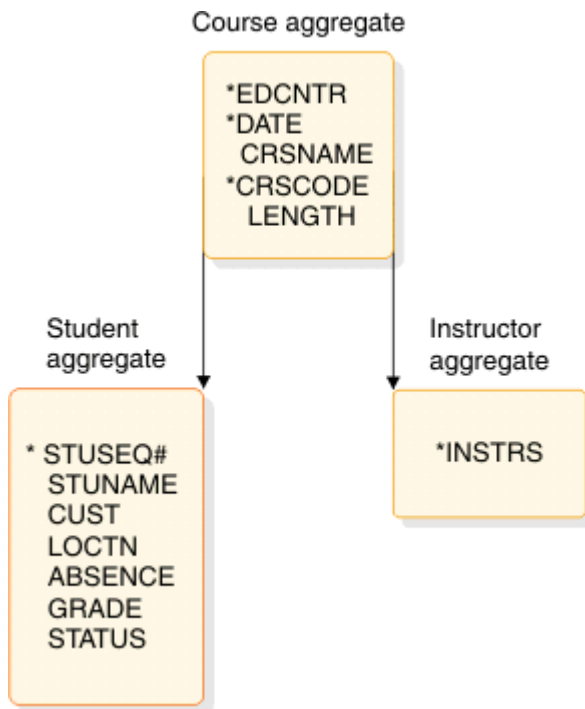 Course aggregate
*EDCNTR
*DATE
CRSNAME
*CRSCODE
LENGTH
Student
aggregate
* STUSEQ#
STUNAME
CUST
LOCTN
ABSENCE
GRADE
STATUS
Instructor
aggregate
*INSTRS